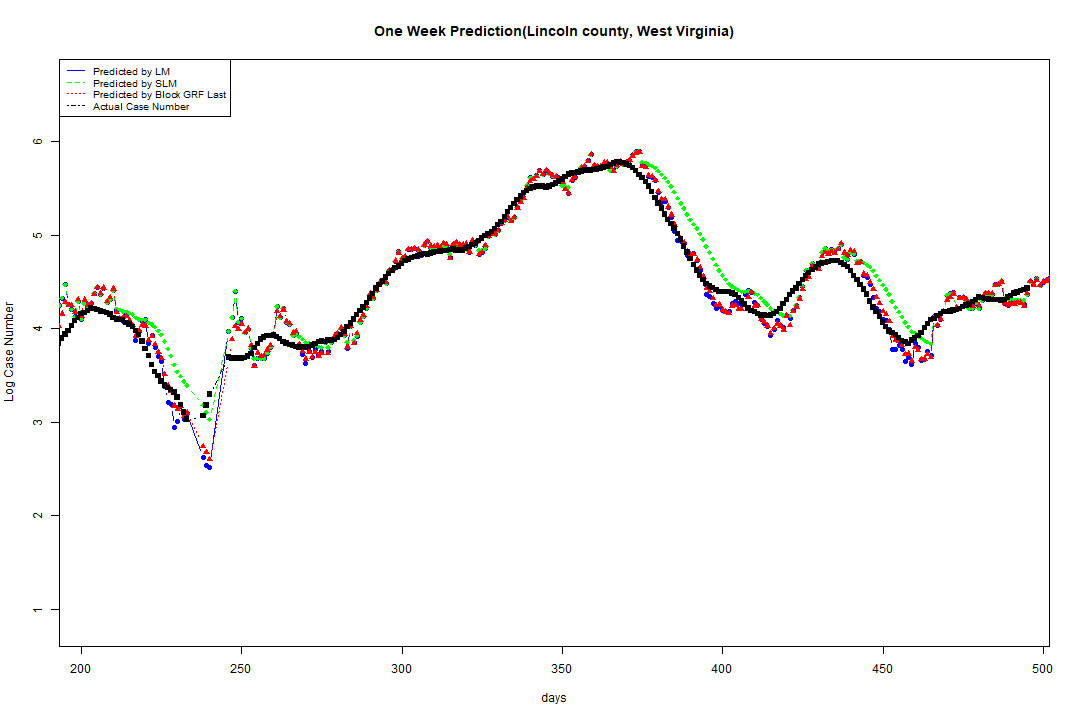 One Week Prediction(Lincoln county, West Virginia)
Predicted by LM
Predicted by SLM
Predicted by Block GRF Last
Actual Case Number
6
5
4
3
2
1
Log Case Number
200 250 300 350 400 450 500
days